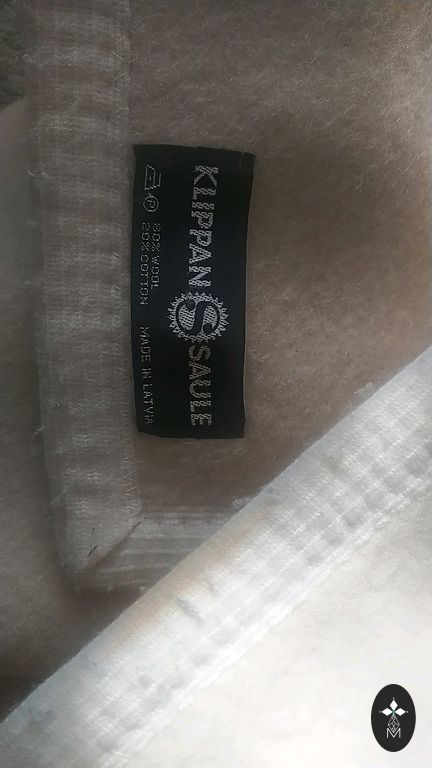 KLIPPAN S SAULE
Ⓟ 80% WOOL
20% COTTON MADE IN LATVIA
M